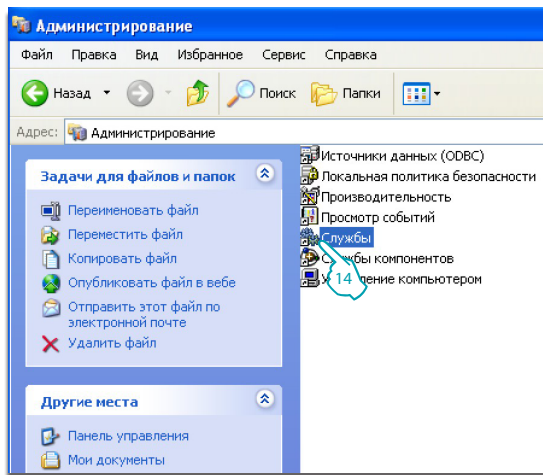 Администрирование
Файл Правка Вид Избранное Сервис Справка
Назад Поиск Папки
Адрес: Администрирование
Задачи для файлов и папок
Переименовать файл
Переместить файл
Копировать файл
Опубликовать файл в вебе
Отправить этот файл по
электронной почте
Удалить файл
Другие места
Панель управления
Мои документы
Источники данных (ODBC)
Локальная политика безопасности
Производительность
Просмотр событий
Службы
компонентов
14
компьютером